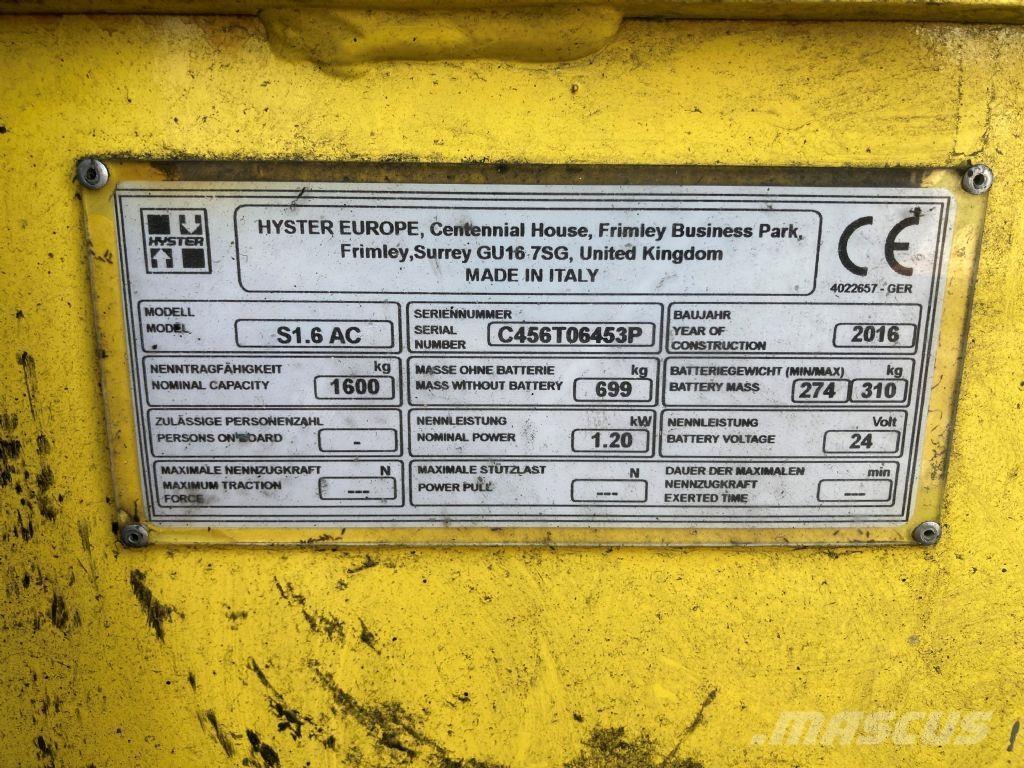 HYSTER
HYSTER EUROPE, Centennial House, Frimley Business Park,
Frimley,Surrey GU16 7SG, United Kingdom
MADE IN ITALY
CE
4022657 - GER
MODELL
MODEL
S1.6 AC
SERIENNUMMER
SERIAL
NUMBER
C456T06453P
BAUJAHR
YEAR OF
CONSTRUCTION
2016
NENNTRAGFÄHIGKEIT kg
NOMINAL CAPACITY
1600
MASSE OHNE BATTERIE kg
MASS WITHOUT BATTERY
699
BATTERIEGEWICHT (MIN/MAX) kg
BATTERY MASS
274 310
ZULÄSSIGE PERSONENZAHL
PERSONS ON BOARD
-
NENNLEISTUNG kW
NOMINAL POWER
1.20
NENNLEISTUNG Volt
BATTERY VOLTAGE
24
MAXIMALE NENNZUGKRAFT N
MAXIMUM TRACTION
FORCE
---
MAXIMALE STÜTZLAST N
POWER PULL
---
DAUER DER MAXIMALEN min
NENNZUGKRAFT
EXERTED TIME
---
MASCUS